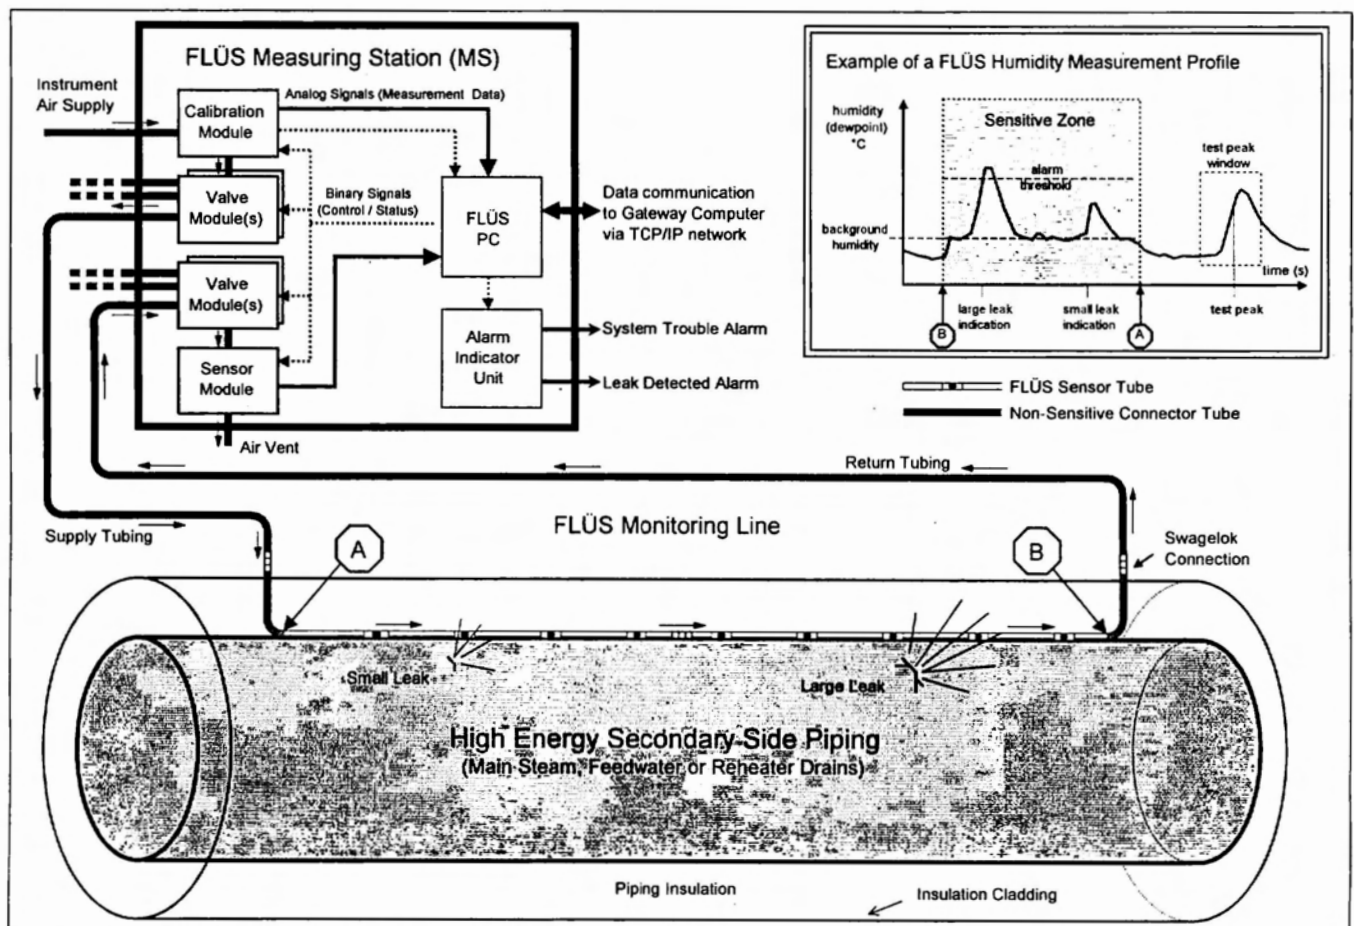 FLÜS Measuring Station (MS)
Instrument
Air Supply
Calibration
Module
Analog Signals (Measurement Data)
Valve
Module(s)
Binary Signals
(Control / Status)
FLÜS
PC
Data communication
to Gateway Computer
via TCP/IP network
Valve
Module(s)
Sensor
Module
Alarm
Indicator
Unit
System Trouble Alarm
Leak Detected Alarm
Air Vent
Example of a FLÜS Humidity Measurement Profile
humidity
(dewpoint)
°C
Sensitive Zone
alarm
threshold
test peak
window
background
humidity
time (s)
B
large leak
indication
small leak
indication
A
test peak
FLÜS Sensor Tube
Non-Sensitive Connector Tube
Return Tubing
Supply Tubing
FLÜS Monitoring Line
A
B
Swagelok
Connection
Small Leak
Large Leak
High Energy Secondary Side Piping
(Main Steam, Feedwater or Reheater Drains)
Piping Insulation
Insulation Cladding